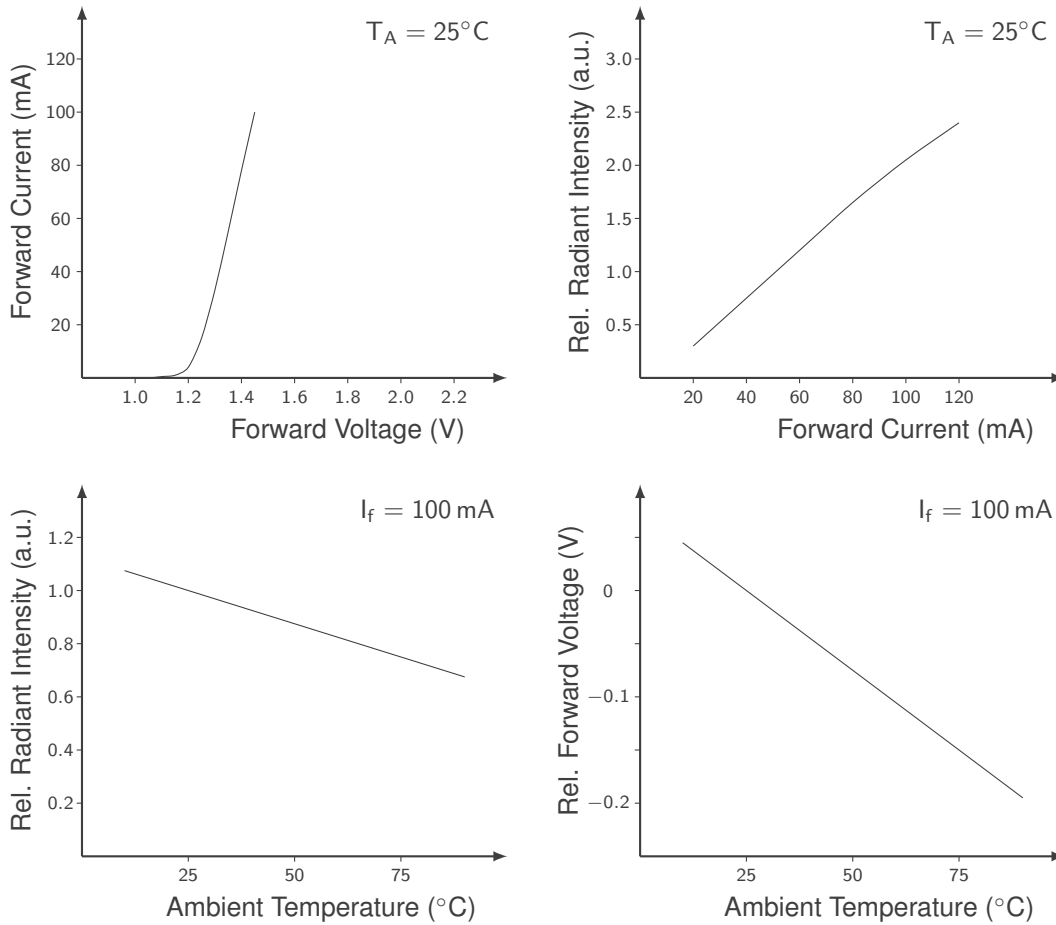 T_A = 25°C
Forward Current (mA)
120
100
80
60
40
20
1.0 1.2 1.4 1.6 1.8 2.0 2.2
Forward Voltage (V)
T_A = 25°C
Rel. Radiant Intensity (a.u.)
3.0
2.5
2.0
1.5
1.0
0.5
20 40 60 80 100 120
Forward Current (mA)
I_f = 100 mA
Rel. Radiant Intensity (a.u.)
1.2
1.0
0.8
0.6
0.4
0.2
25 50 75
Ambient Temperature (°C)
I_f = 100 mA
Rel. Forward Voltage (V)
0
−0.1
−0.2
25 50 75
Ambient Temperature (°C)